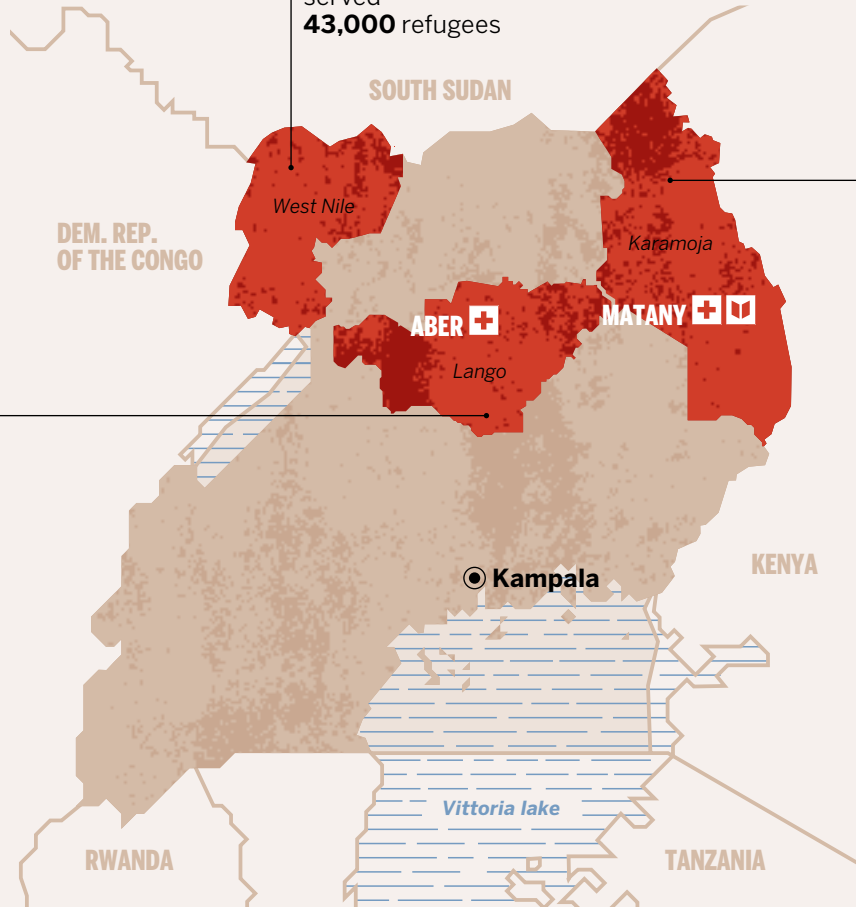 served
43,000 refugees
SOUTH SUDAN
West Nile
DEM. REP.
OF THE CONGO
Karamoja
ABER
MATANY
Lango
KENYA
Kampala
Vittoria lake
RWANDA
TANZANIA